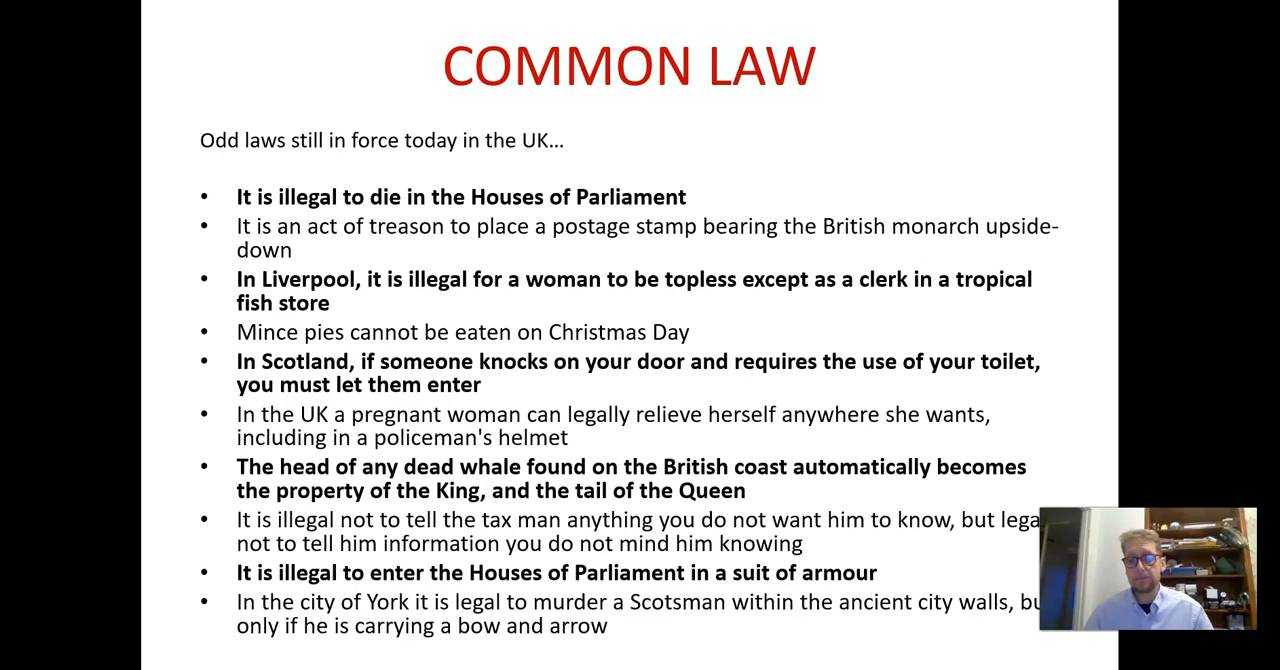 COMMON LAW
Odd laws still in force today in the UK…
• It is illegal to die in the Houses of Parliament
• It is an act of treason to place a postage stamp bearing the British monarch upside-
down
• In Liverpool, it is illegal for a woman to be topless except as a clerk in a tropical
fish store
• Mince pies cannot be eaten on Christmas Day
• In Scotland, if someone knocks on your door and requires the use of your toilet,
you must let them enter
• In the UK a pregnant woman can legally relieve herself anywhere she wants,
including in a policeman's helmet
• The head of any dead whale found on the British coast automatically becomes
the property of the King, and the tail of the Queen
• It is illegal not to tell the tax man anything you do not want him to know, but lega
not to tell him information you do not mind him knowing
• It is illegal to enter the Houses of Parliament in a suit of armour
• In the city of York it is legal to murder a Scotsman within the ancient city walls, bu
only if he is carrying a bow and arrow